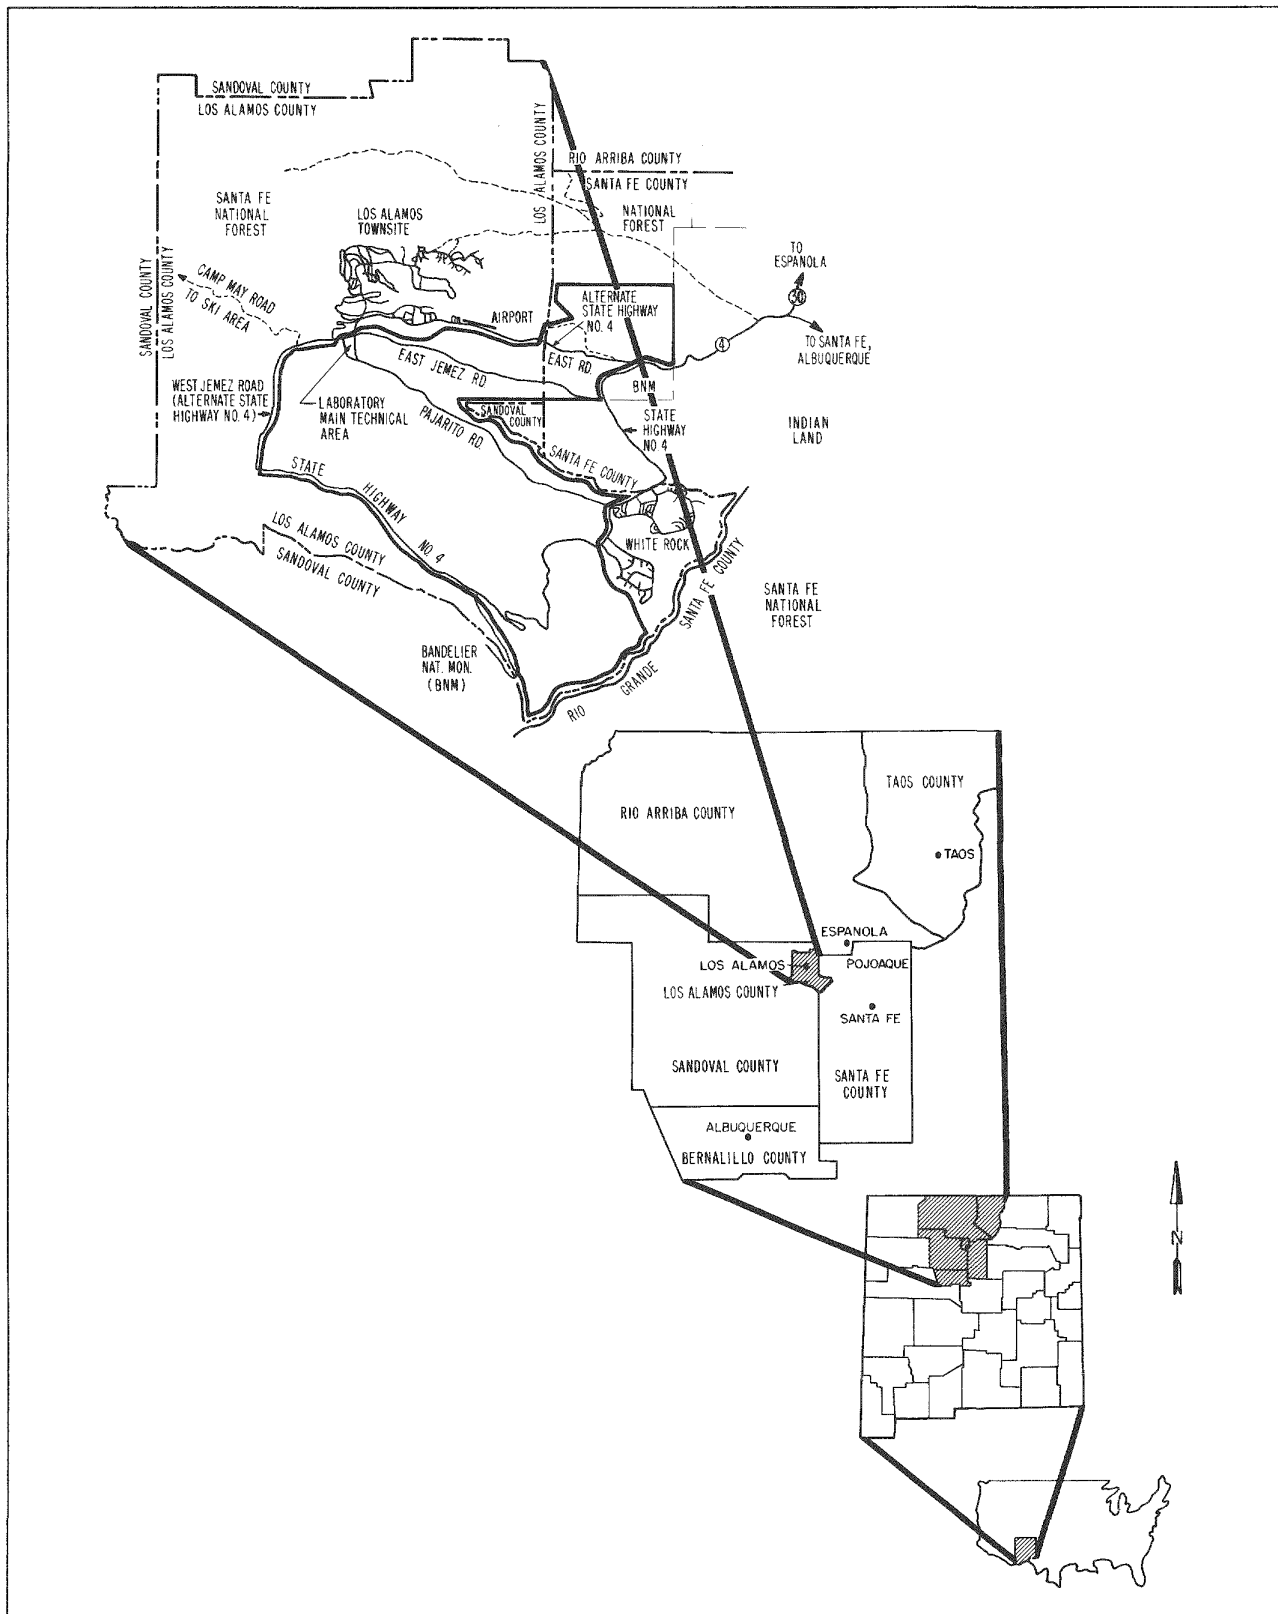 SANDOVAL COUNTY
LOS ALAMOS COUNTY
LOS ALAMOS COUNTY
RIO ARRIBA COUNTY
SANTA FE COUNTY
SANTA FE
NATIONAL
FOREST
LOS ALAMOS
TOWNSITE
NATIONAL
FOREST
TO
ESPANOLA
30
SANDOVAL COUNTY
LOS ALAMOS COUNTY
CAMP MAY ROAD
TO SKI AREA
AIRPORT
ALTERNATE
STATE HIGHWAY
NO. 4
4
TO SANTA FE,
ALBUQUERQUE
EAST RD.
EAST JEMEZ RD.
BNM
WEST JEMEZ ROAD
(ALTERNATE STATE
HIGHWAY NO. 4)
LABORATORY
MAIN TECHNICAL
AREA
PAJARITO RD.
SANDOVAL
COUNTY
STATE
HIGHWAY
NO. 4
INDIAN
LAND
SANTA FE COUNTY
STATE
HIGHWAY
NO. 4
LOS ALAMOS COUNTY
SANDOVAL COUNTY
WHITE ROCK
SANTA FE COUNTY
SANTA FE
NATIONAL
FOREST
BANDELIER
NAT. MON.
(BNM)
RIO
GRANDE
TAOS COUNTY
RIO ARRIBA COUNTY
TAOS
ESPANOLA
LOS ALAMOS
POJOAQUE
LOS ALAMOS COUNTY
SANTA FE
SANDOVAL COUNTY
SANTA FE
COUNTY
ALBUQUERQUE
BERNALILLO COUNTY
N